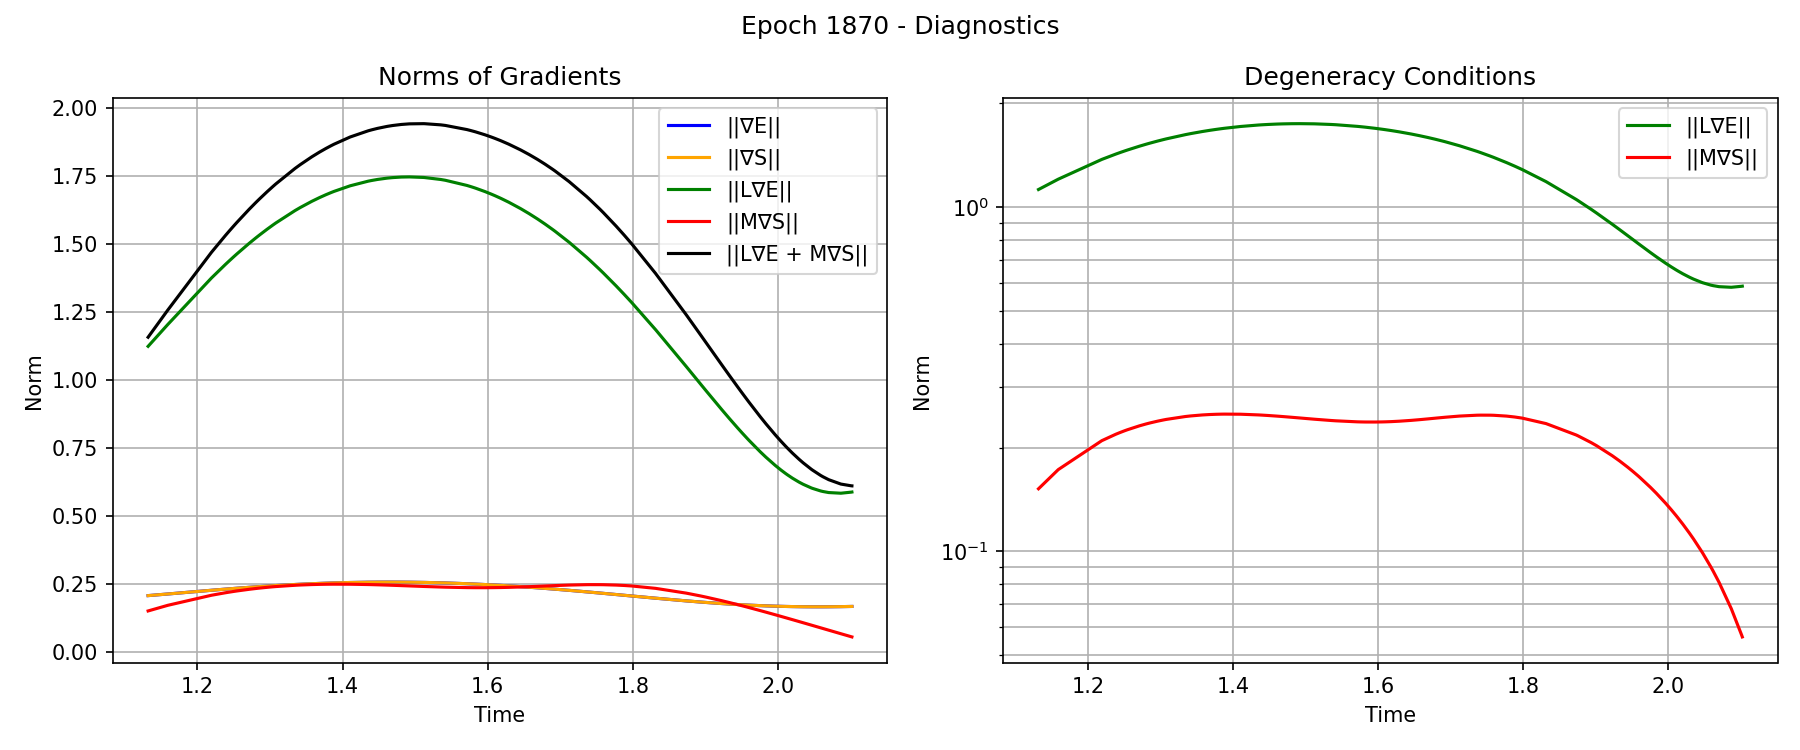 Epoch 1870 - Diagnostics
Norms of Gradients
2.00
1.75
1.50
1.25
1.00
0.75
0.50
0.25
0.00
Norm
1.2
1.4
1.6
1.8
2.0
Time
||∇E||
||∇S||
||L∇E||
||M∇S||
||L∇E + M∇S||
Degeneracy Conditions
10⁰
10⁻¹
Norm
1.2
1.4
1.6
1.8
2.0
Time
||L∇E||
||M∇S||